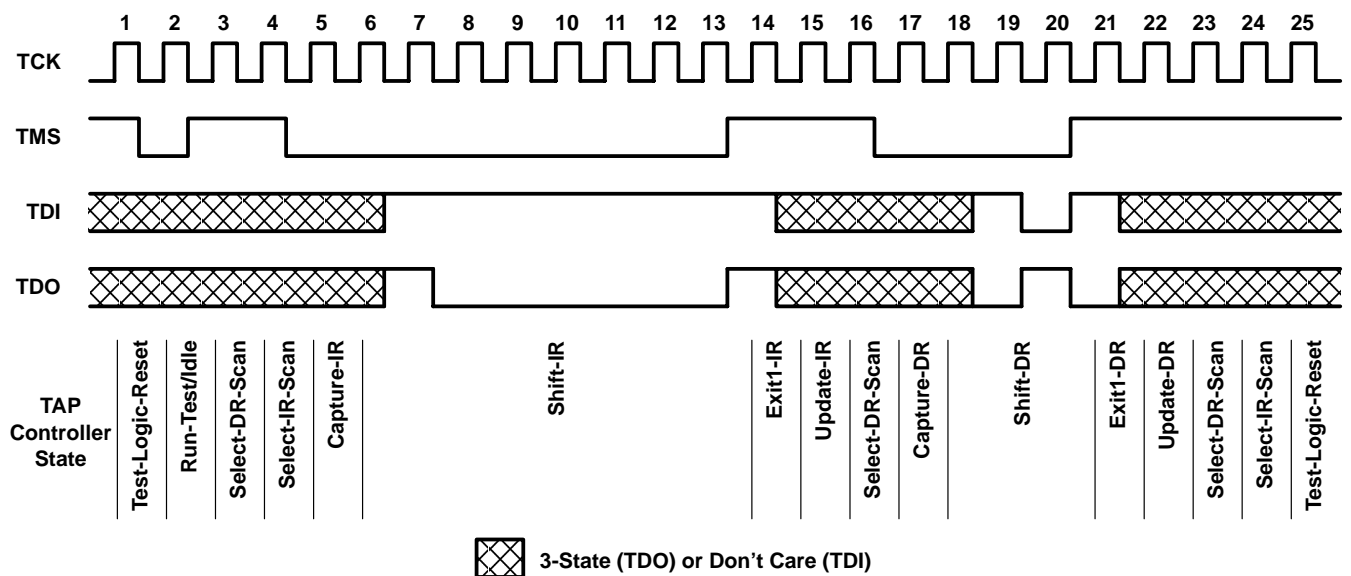 1 2 3 4 5 6 7 8 9 10 11 12 13 14 15 16 17 18 19 20 21 22 23 24 25
TCK
TMS
TDI
TDO
TAP
Controller
State
Test-Logic-Reset
Run-Test/Idle
Select-DR-Scan
Select-IR-Scan
Capture-IR
Shift-IR
Exit1-IR
Update-IR
Select-DR-Scan
Capture-DR
Shift-DR
Exit1-DR
Update-DR
Select-DR-Scan
Select-IR-Scan
Test-Logic-Reset
3-State (TDO) or Don't Care (TDI)